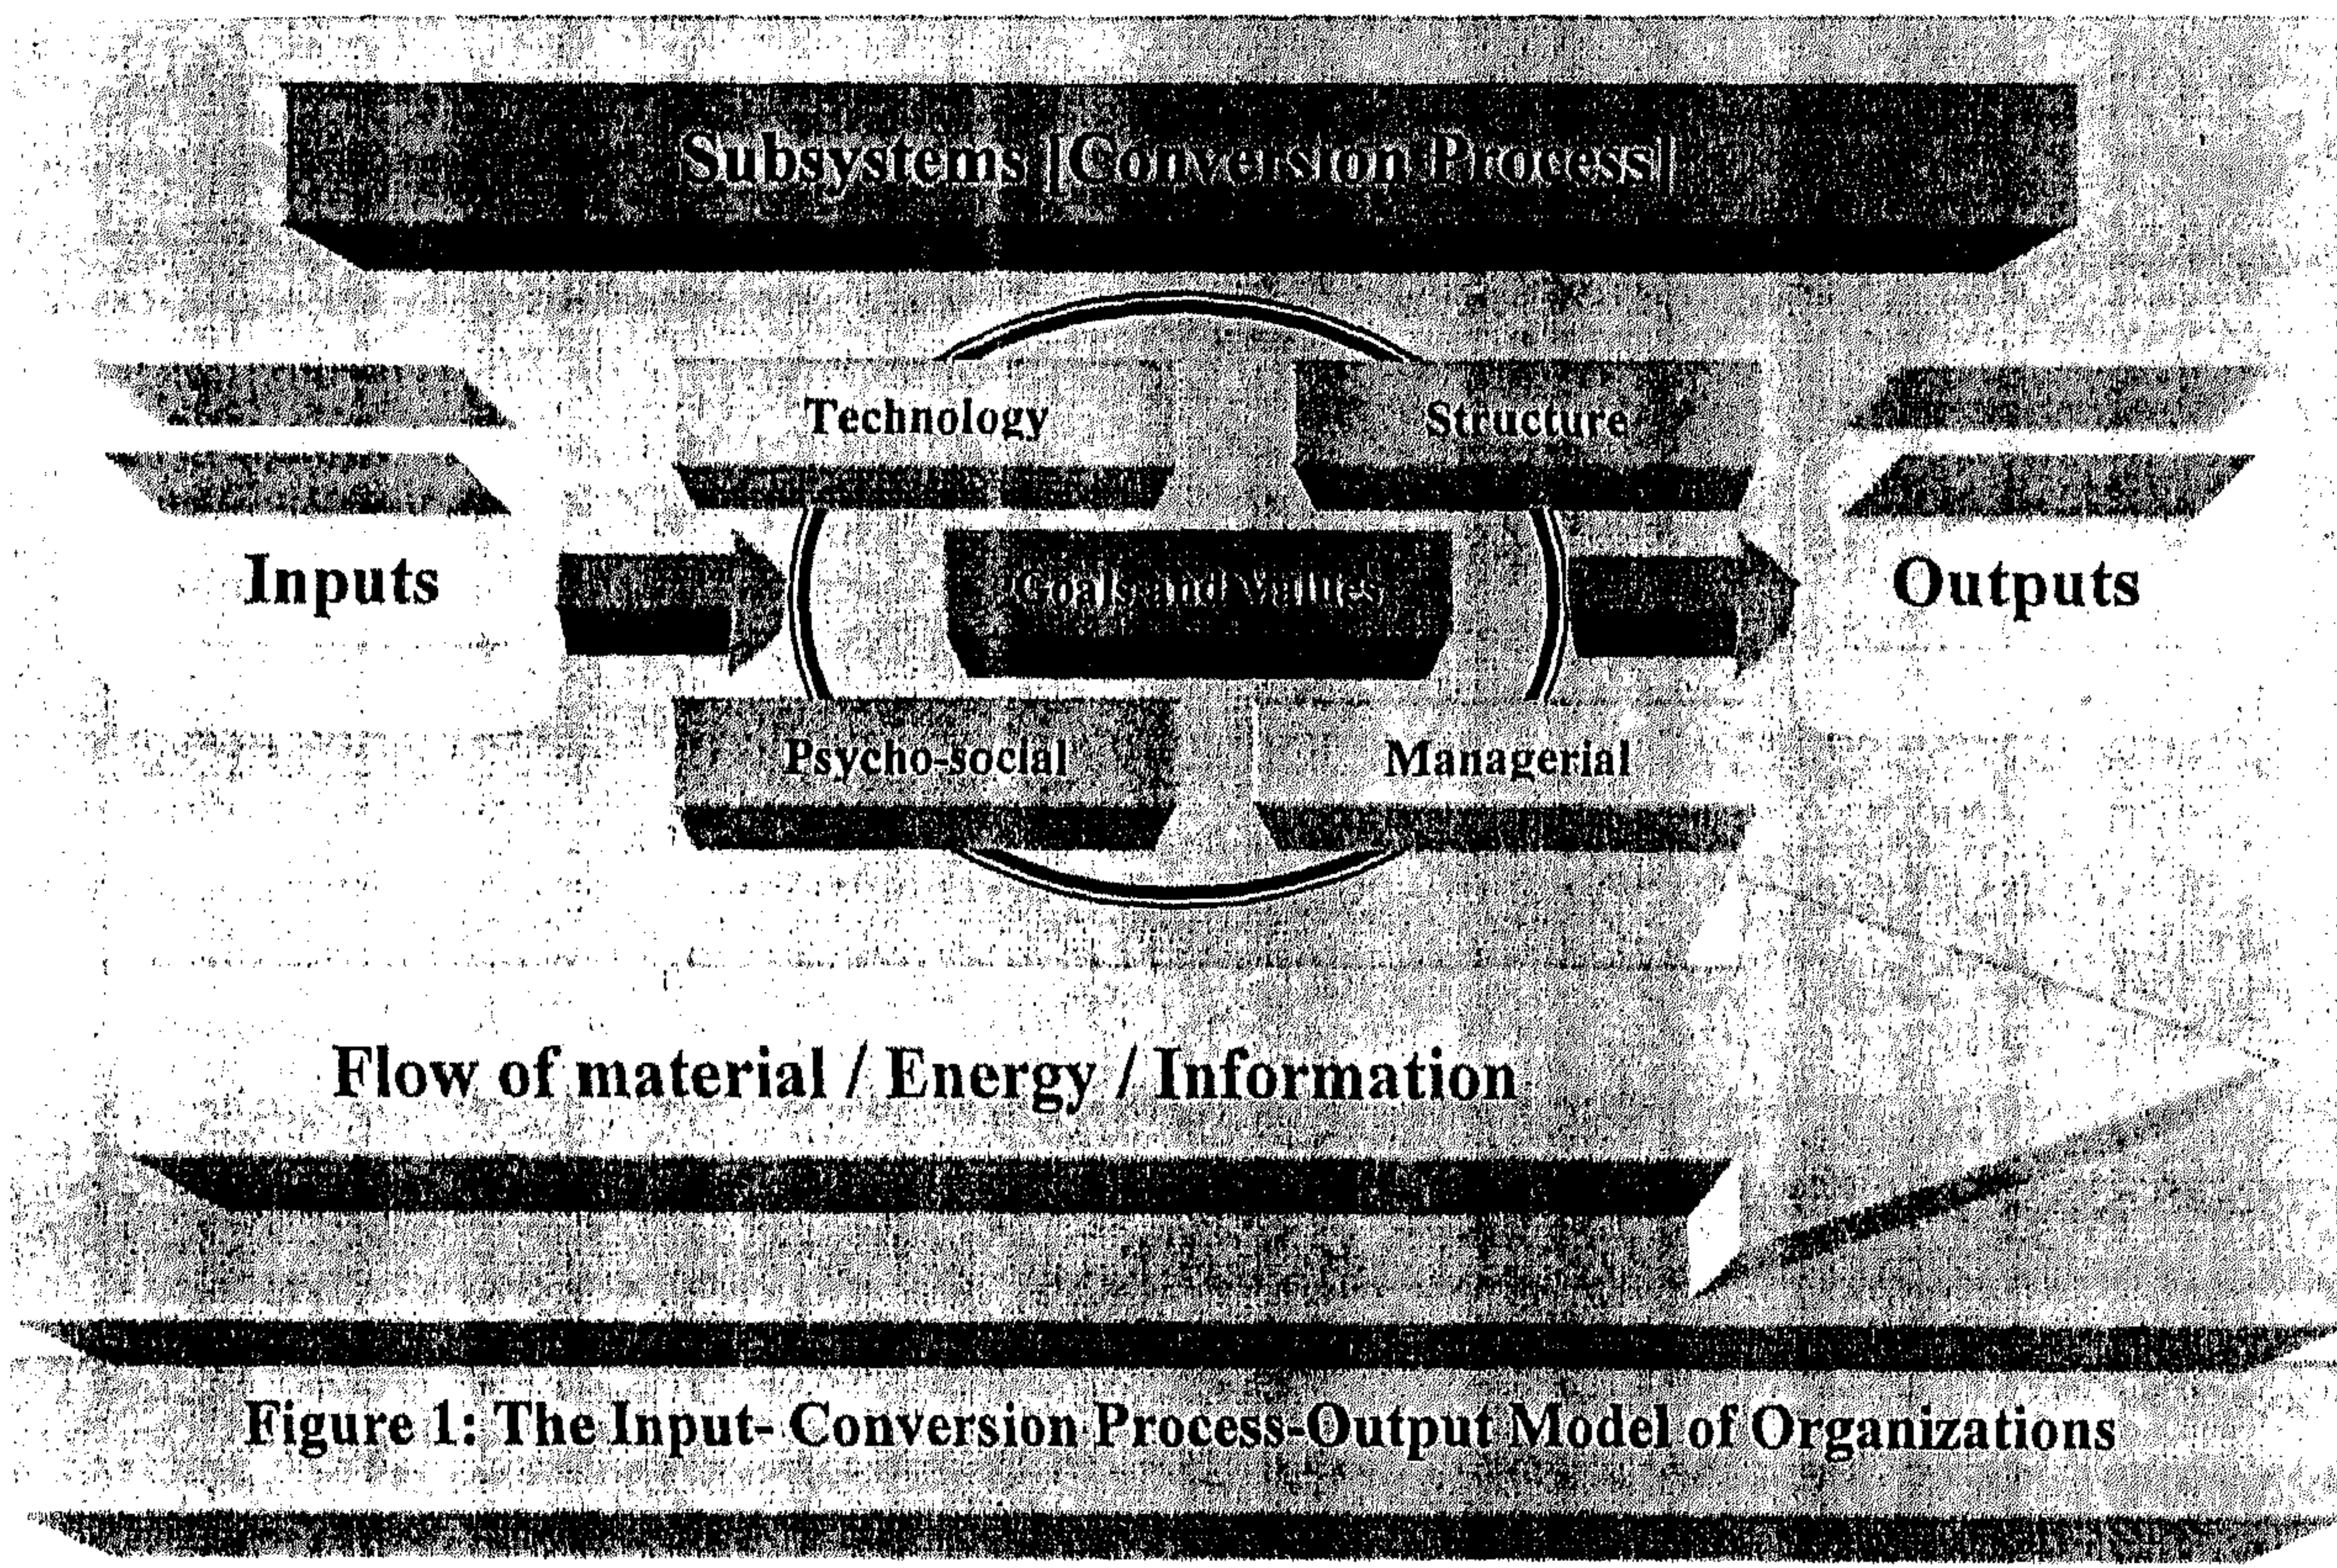 Subsystems [Conversion Process]
Technology
Structure
Inputs
Goals and Values
Outputs
Psycho-social
Managerial
Flow of material / Energy / Information
Figure 1: The Input- Conversion Process-Output Model of Organizations